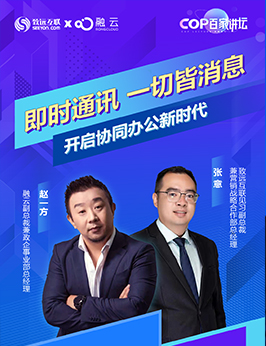 致远互联
SEEYON.COM
X
融云
RONGCLOUD
COP百家讲坛
即时通讯 一切皆消息
开启协同办公新时代
赵一方
融云副总裁兼政企事业部总经理
张意
致远互联见习副总裁
兼营销战略合作部总经理